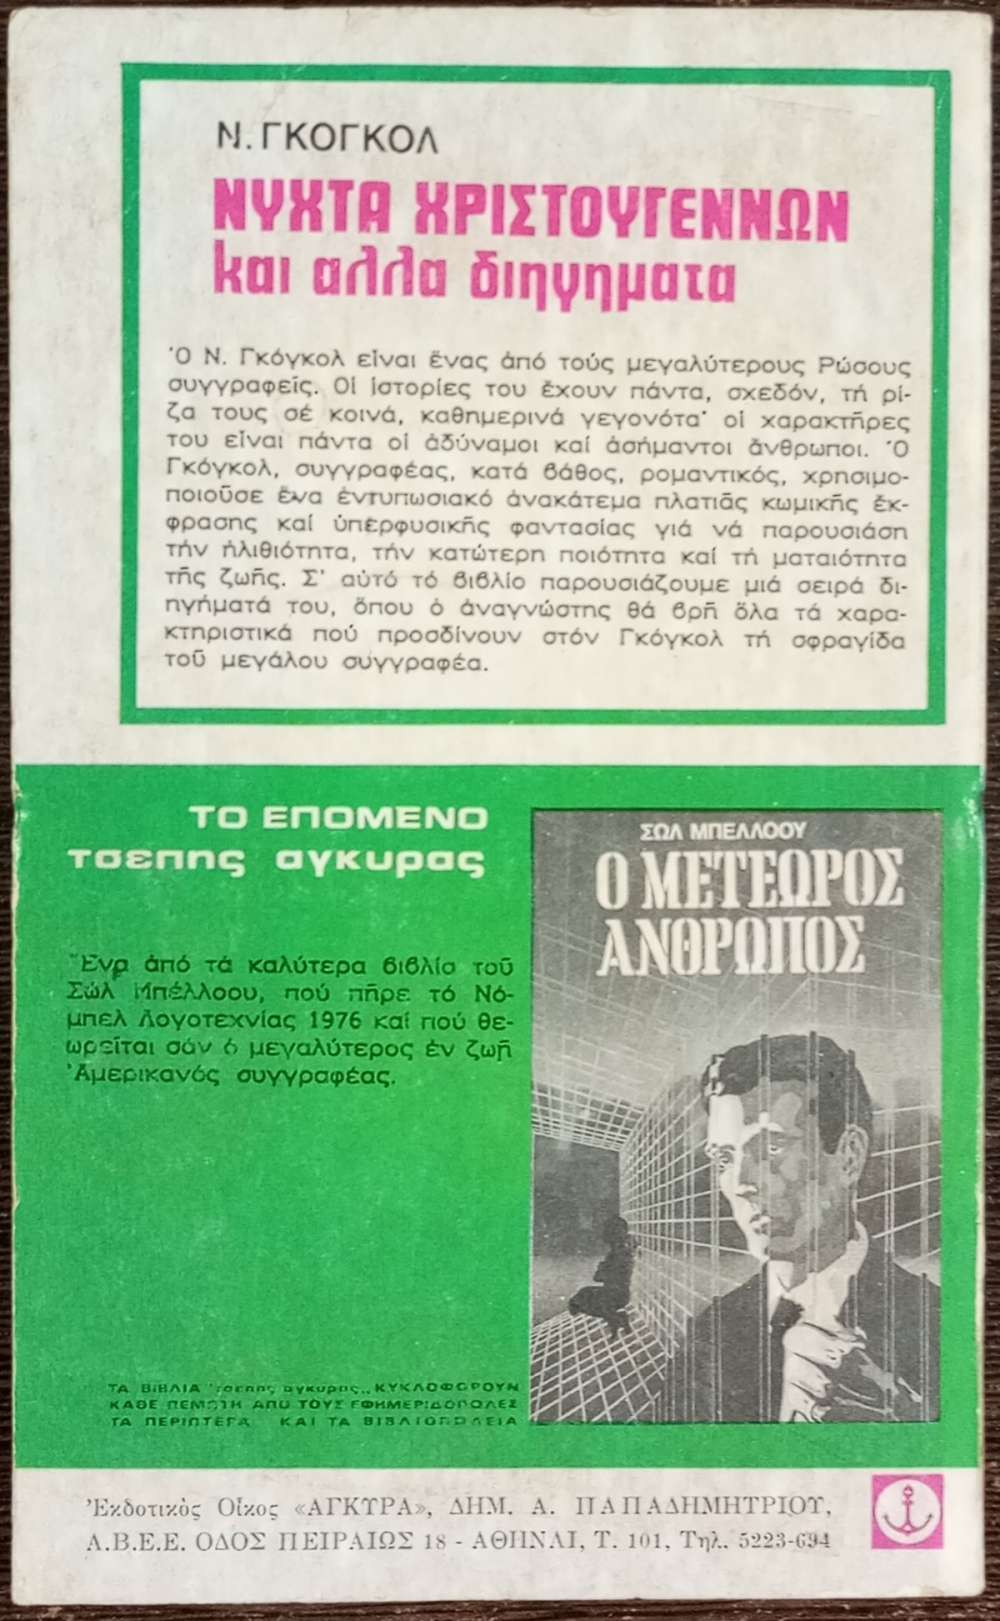 Ν. ΓΚΟΓΚΟΛ
ΝΥΧΤΑ ΧΡΙΣΤΟΥΓΕΝΝΩΝ
και αλλα διηγηματα
Ὁ Ν. Γκόγκολ εἶναι ἕνας ἀπό τούς μεγαλύτερους Ρώσους
συγγραφεῖς. Οἱ ἱστορίες του ἔχουν πάντα, σχεδόν, τή ρί-
ζα τους σέ κοινά, καθημερινά γεγονότα· οἱ χαρακτῆρες
του εἶναι πάντα οἱ ἀδύναμοι καί ἀσήμαντοι ἄνθρωποι. Ὁ
Γκόγκολ, συγγραφέας, κατά βάθος, ρομαντικός, χρησιμο-
ποιοῦσε ἕνα ἐντυπωσιακό ἀνακάτεμα πλατιᾶς κωμικῆς ἔκ-
φρασης καί ὑπερφυσικῆς φαντασίας γιά νά παρουσιάση
τήν ἠλιθιότητα, τήν κατώτερη ποιότητα καί τή ματαιότητα
τῆς ζωῆς. Σ' αὐτό τό βιβλίο παρουσιάζουμε μιά σειρά δι-
ηγήματά του, ὅπου ὁ ἀναγνώστης θά βρῆ ὅλα τά χαρα-
κτηριστικά πού προσδίνουν στόν Γκόγκολ τή σφραγίδα
τοῦ μεγάλου συγγραφέα.
ΤΟ ΕΠΟΜΕΝΟ
τσεπης αγκυρας
Ἕνα ἀπό τά καλύτερα βιβλία τοῦ
Σώλ Μπέλλοου, πού πῆρε τό Νό-
μπελ Λογοτεχνίας 1976 καί πού θε-
ωρεῖται σάν ὁ μεγαλύτερος ἐν ζωῇ
Ἀμερικανός συγγραφέας.
ΣΩΛ ΜΠΕΛΛΟΟΥ
Ο ΜΕΤΕΩΡΟΣ
ΑΝΘΡΩΠΟΣ
ΤΑ ΒΙΒΛΙΑ "τσεπης αγκυρας,, ΚΥΚΛΟΦΟΡΟΥΝ
ΚΑΘΕ ΠΕΜΠΤΗ ΑΠΟ ΤΟΥΣ ΕΦΗΜΕΡΙΔΟΠΩΛΕΣ
ΤΑ ΠΕΡΙΠΤΕΡΑ ΚΑΙ ΤΑ ΒΙΒΛΙΟΠΩΛΕΙΑ
Ἐκδοτικὸς Οἶκος «ΑΓΚΥΡΑ», ΔΗΜ. Α. ΠΑΠΑΔΗΜΗΤΡΙΟΥ,
Α.Β.Ε.Ε. ΟΔΟΣ ΠΕΙΡΑΙΩΣ 18 - ΑΘΗΝΑΙ, Τ. 101, Τηλ. 5223-694